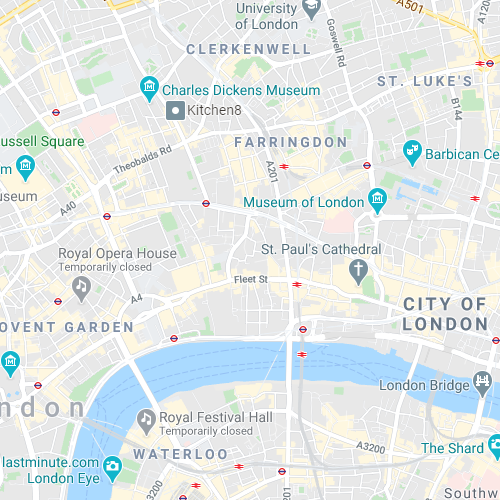 University
of London
A501
CLERKENWELL
Goswell Rd
ST. LUKE'S
Charles Dickens Museum
Kitchen8
B144
ussell Square
FARRINGDON
Theobalds Rd
A201
Barbican Ce
m
useum
A40
Museum of London
Royal Opera House
Temporarily closed
St. Paul's Cathedral
Fleet St
A4
CITY OF
LONDON
OVENT GARDEN
London Bridge
ndon
Royal Festival Hall
Temporarily closed
WATERLOO
A3200
A3200
The Shard
lastminute.com
London Eye
Southw